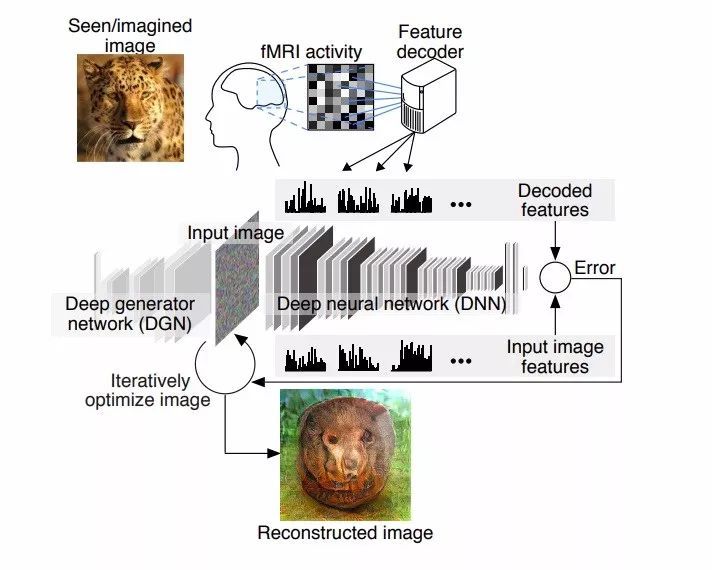 Seen/imagined
image
fMRI activity
Feature
decoder
Decoded
features
Input image
Error
Deep generator
network (DGN)
Deep neural network (DNN)
Input image
features
Iteratively
optimize image
Reconstructed image